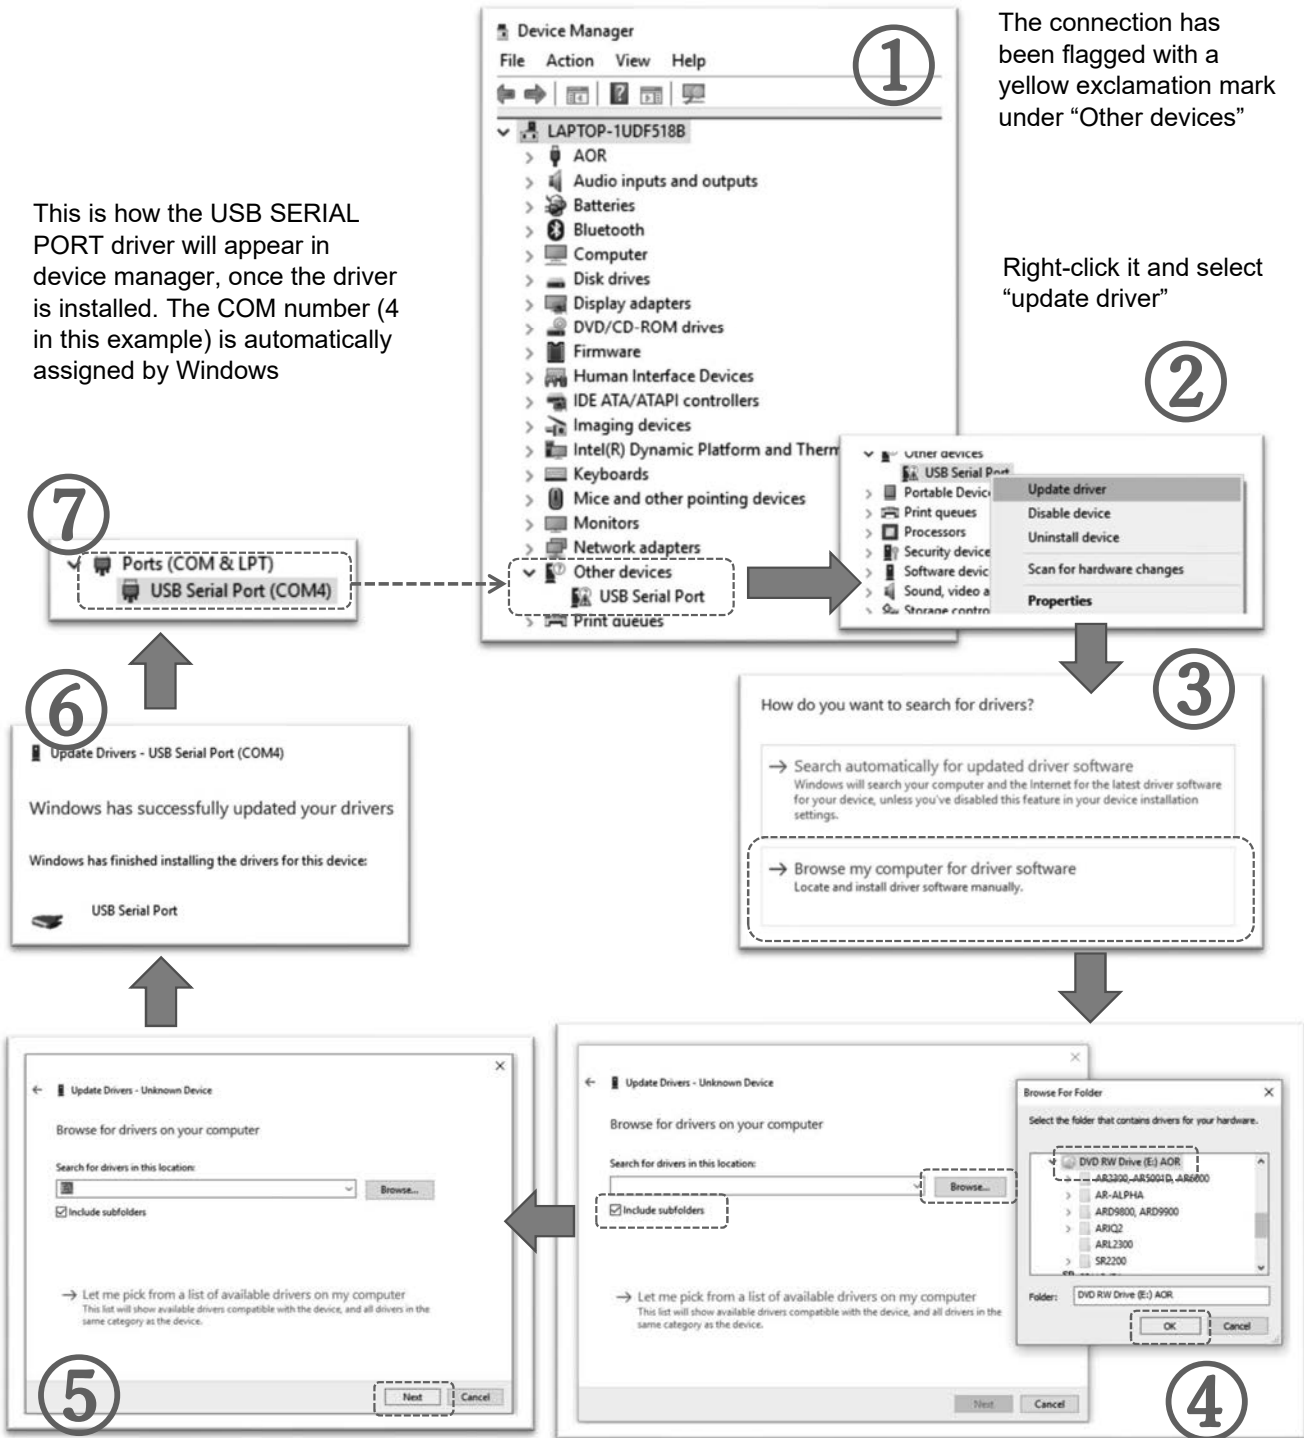 Device Manager
File Action View Help
①
LAPTOP-1UDF518B
AOR
Audio inputs and outputs
Batteries
Bluetooth
Computer
Disk drives
Display adapters
DVD/CD-ROM drives
Firmware
Human Interface Devices
IDE ATA/ATAPI controllers
Imaging devices
Intel(R) Dynamic Platform and Therm
Keyboards
Mice and other pointing devices
Monitors
Network adapters
Other devices
USB Serial Port
Print queues
The connection has
been flagged with a
yellow exclamation mark
under “Other devices”
Right-click it and select
“update driver”
②
Other devices
USB Serial Port
Portable Devic
Print queues
Processors
Security device
Software devic
Sound, video a
Storage contro
Update driver
Disable device
Uninstall device
Scan for hardware changes
Properties
③
How do you want to search for drivers?
Search automatically for updated driver software
Windows will search your computer and the Internet for the latest driver software
for your device, unless you've disabled this feature in your device installation
settings.
Browse my computer for driver software
Locate and install driver software manually.
Update Drivers - Unknown Device
Browse for drivers on your computer
Search for drivers in this location:
Browse...
Include subfolders
Let me pick from a list of available drivers on my computer
This list will show available drivers compatible with the device, and all drivers in the
same category as the device.
Next Cancel
Browse For Folder
Select the folder that contains drivers for your hardware.
DVD RW Drive (E:) AOR
AR2300, AR5001D, AR6000
AR-ALPHA
ARD9800, ARD9900
ARIQ2
ARL2300
SR2200
Folder: DVD RW Drive (E:) AOR
OK Cancel
④
Update Drivers - Unknown Device
Browse for drivers on your computer
Search for drivers in this location:
Browse...
Include subfolders
Let me pick from a list of available drivers on my computer
This list will show available drivers compatible with the device, and all drivers in the
same category as the device.
⑤
Next Cancel
⑥
Update Drivers - USB Serial Port (COM4)
Windows has successfully updated your drivers
Windows has finished installing the drivers for this device:
USB Serial Port
This is how the USB SERIAL
PORT driver will appear in
device manager, once the driver
is installed. The COM number (4
in this example) is automatically
assigned by Windows
⑦
Ports (COM & LPT)
USB Serial Port (COM4)